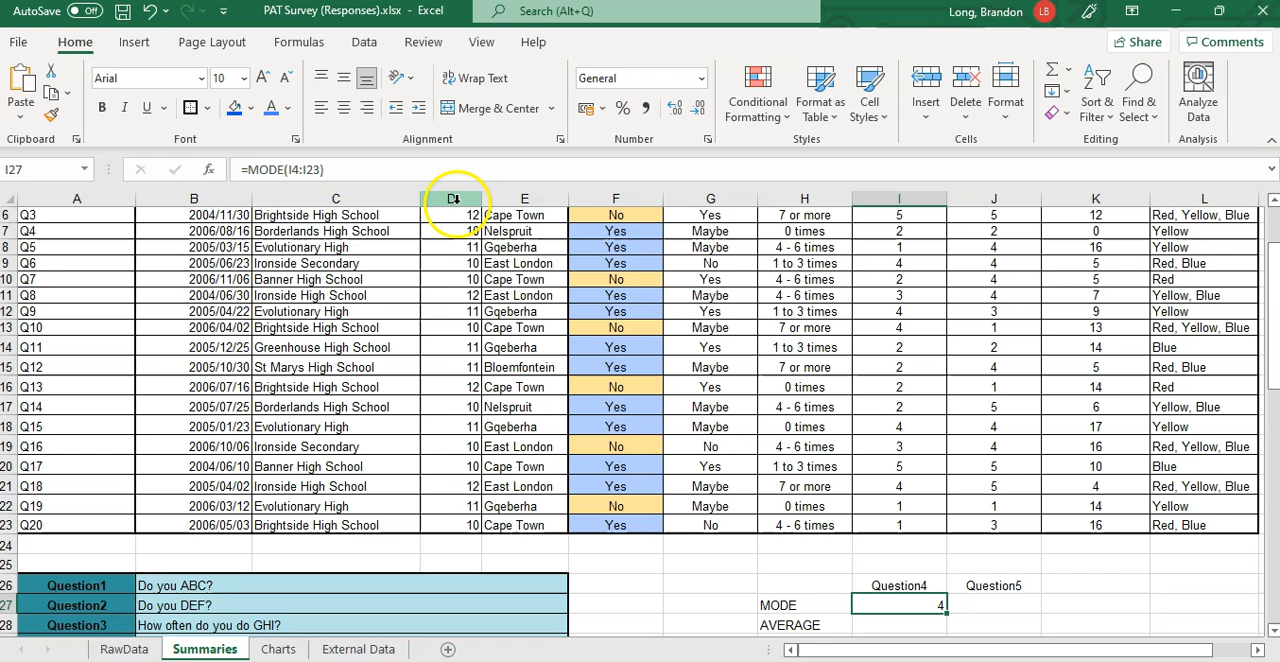 AutoSave Off PAT Survey (Responses).xlsx - Excel Search (Alt+Q) Long, Brandon LB
File Home Insert Page Layout Formulas Data Review View Help Share Comments
Arial 10 Wrap Text General
Paste Merge & Center Conditional Formatting Format as Table Cell Styles Insert Delete Format Sort & Filter Find & Select Analyze Data
Clipboard Font Alignment Number Styles Cells Editing Analysis
I27 =MODE(I4:I23)
A B C D E F G H I J K L
6 Q3 2004/11/30 Brightside High School 12 Cape Town No Yes 7 or more 5 5 12 Red, Yellow, Blue
7 Q4 2006/08/16 Borderlands High School 10 Nelspruit Yes Maybe 0 times 2 2 0 Yellow
8 Q5 2005/03/15 Evolutionary High 11 Gqeberha Yes Maybe 4 - 6 times 1 4 16 Yellow
9 Q6 2005/06/23 Ironside Secondary 10 East London Yes No 1 to 3 times 4 4 5 Red, Blue
10 Q7 2006/11/06 Banner High School 10 Cape Town No Yes 4 - 6 times 2 4 5 Red
11 Q8 2004/06/30 Ironside High School 12 East London Yes Maybe 4 - 6 times 3 4 7 Yellow, Blue
12 Q9 2005/04/22 Evolutionary High 11 Gqeberha Yes Maybe 1 to 3 times 4 3 9 Yellow
13 Q10 2006/04/02 Brightside High School 10 Cape Town No Maybe 7 or more 4 1 13 Red, Yellow, Blue
14 Q11 2005/12/25 Greenhouse High School 11 Gqeberha Yes Yes 1 to 3 times 2 2 14 Blue
15 Q12 2005/10/30 St Marys High School 11 Bloemfontein Yes Maybe 7 or more 2 4 5 Red, Yellow, Blue
16 Q13 2006/07/16 Brightside High School 12 Cape Town No Yes 0 times 2 1 14 Red
17 Q14 2005/07/25 Borderlands High School 10 Nelspruit Yes Maybe 4 - 6 times 2 5 6 Yellow, Blue
18 Q15 2005/01/23 Evolutionary High 11 Gqeberha Yes Maybe 0 times 4 4 17 Yellow
19 Q16 2006/10/06 Ironside Secondary 10 East London No No 4 - 6 times 3 4 16 Red, Yellow, Blue
20 Q17 2004/06/10 Banner High School 10 Cape Town Yes Yes 1 to 3 times 5 5 10 Blue
21 Q18 2005/04/02 Ironside High School 12 East London Yes Maybe 7 or more 4 5 4 Red, Yellow, Blue
22 Q19 2006/03/12 Evolutionary High 11 Gqeberha No Maybe 0 times 1 1 14 Yellow
23 Q20 2006/05/03 Brightside High School 10 Cape Town Yes No 4 - 6 times 1 3 16 Red, Blue
24
25
26 Question1 Do you ABC? Question4 Question5
27 Question2 Do you DEF? MODE 4
28 Question3 How often do you do GHI? AVERAGE
RawData Summaries Charts External Data